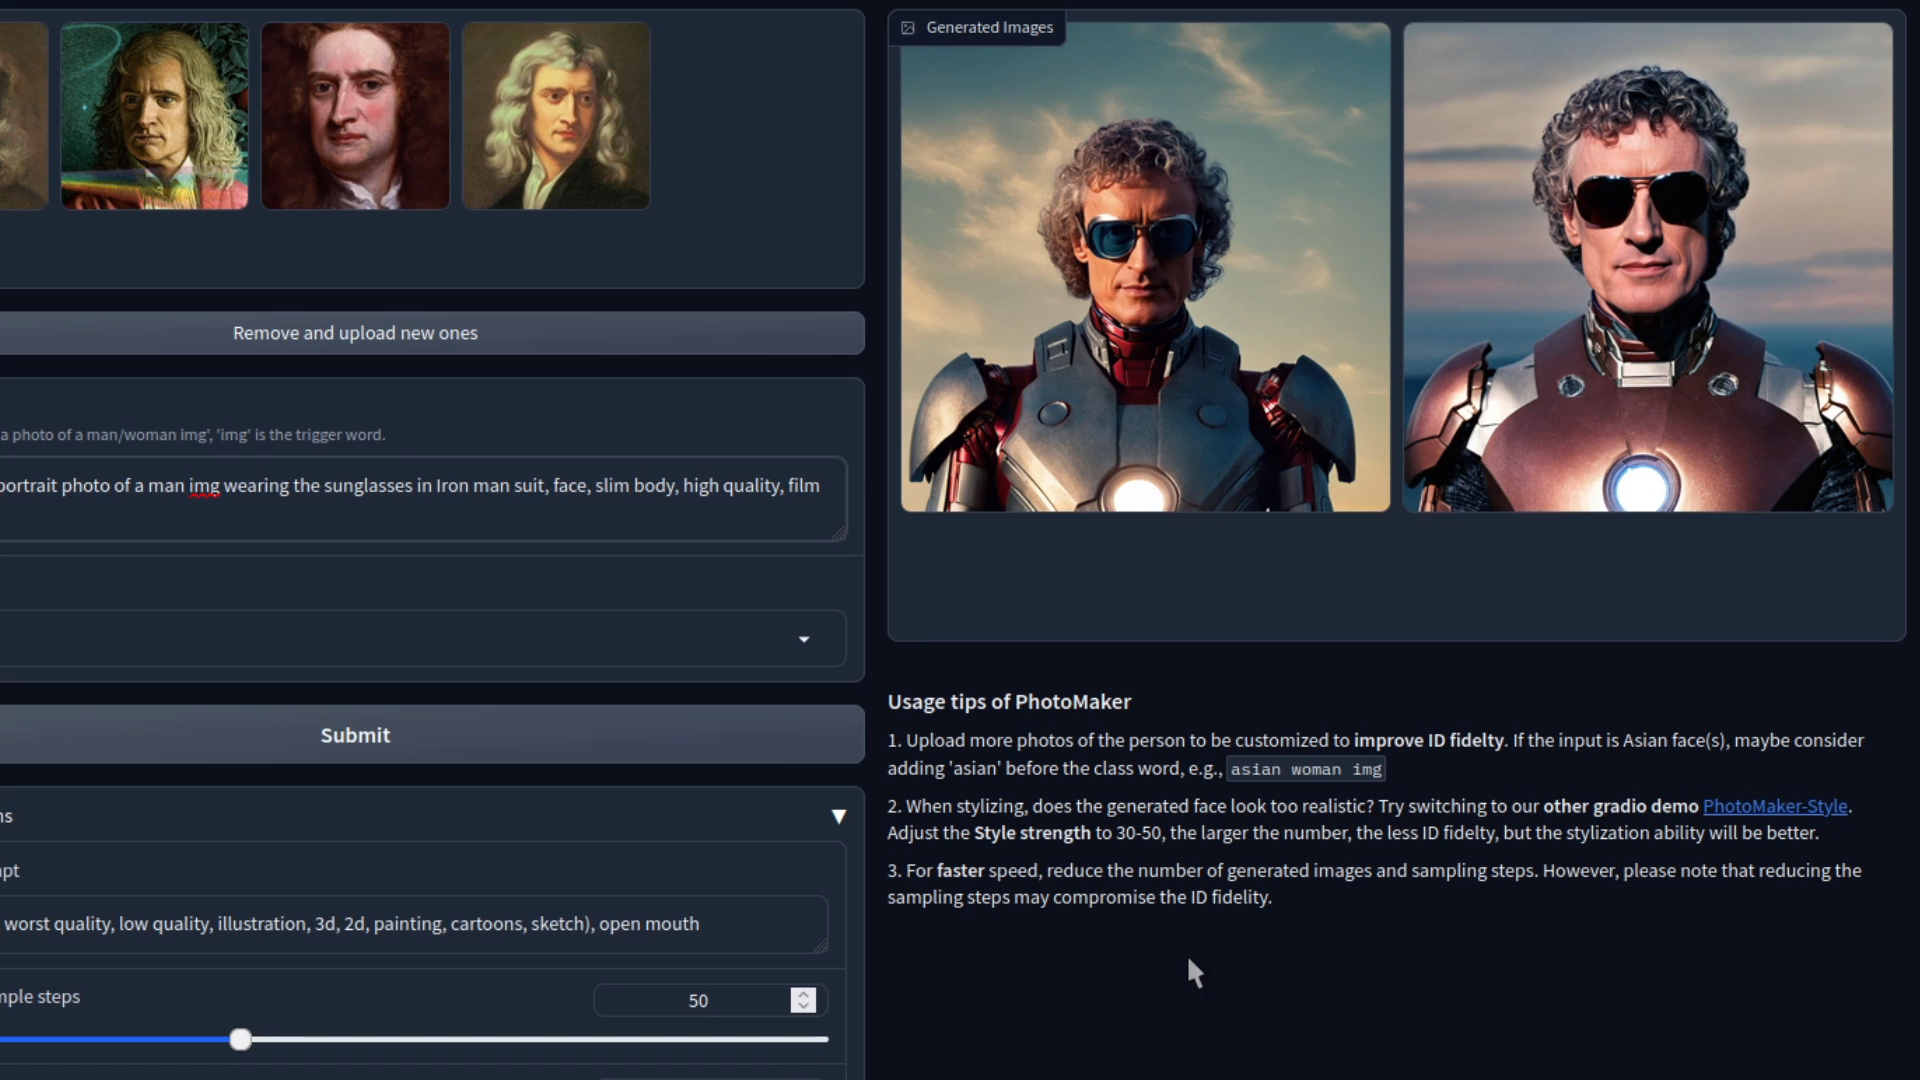 Generated Images
Remove and upload new ones
a photo of a man/woman img', 'img' is the trigger word.
portrait photo of a man img wearing the sunglasses in Iron man suit, face, slim body, high quality, film
Submit
worst quality, low quality, illustration, 3d, 2d, painting, cartoons, sketch), open mouth
steps
50
Usage tips of PhotoMaker
1. Upload more photos of the person to be customized to improve ID fidelty. If the input is Asian face(s), maybe consider
adding 'asian' before the class word, e.g., asian woman img
2. When stylizing, does the generated face look too realistic? Try switching to our other gradio demo PhotoMaker-Style.
Adjust the Style strength to 30-50, the larger the number, the less ID fidelty, but the stylization ability will be better.
3. For faster speed, reduce the number of generated images and sampling steps. However, please note that reducing the
sampling steps may compromise the ID fidelity.